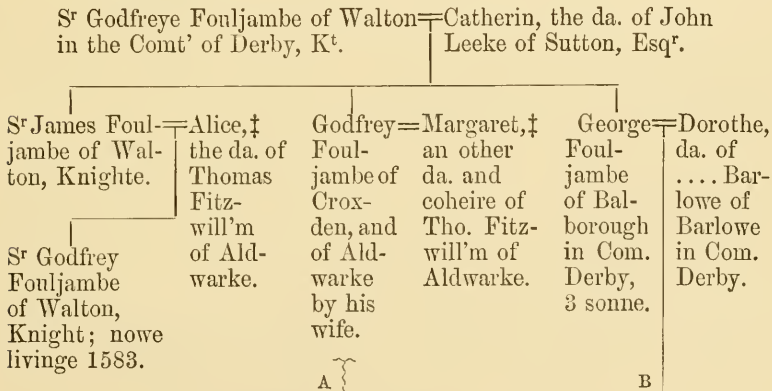 Sʳ Godfreye Fouljambe of Walton
in the Comt' of Derby, Kᵗ.
Catherin, the da. of John
Leeke of Sutton, Esqʳ.
Sʳ James Foul-
jambe of Wal-
ton, Knighte.
Alice,‡
the da. of
Thomas
Fitz-
will'm
of Ald-
warke.
Godfrey
Foul-
jambe of
Crox-
den, and
of Ald-
warke
by his
wife.
Margaret,‡
an other
da. and
coheire of
Tho. Fitz-
will'm of
Aldwarke.
George
Foul-
jambe
of Bal-
borough
in Com.
Derby,
3 sonne.
Dorothe,
da. of
.... Bar-
lowe of
Barlowe
in Com.
Derby.
Sʳ Godfrey
Fouljambe
of Walton,
Knight; nowe
livinge 1583.
A
B